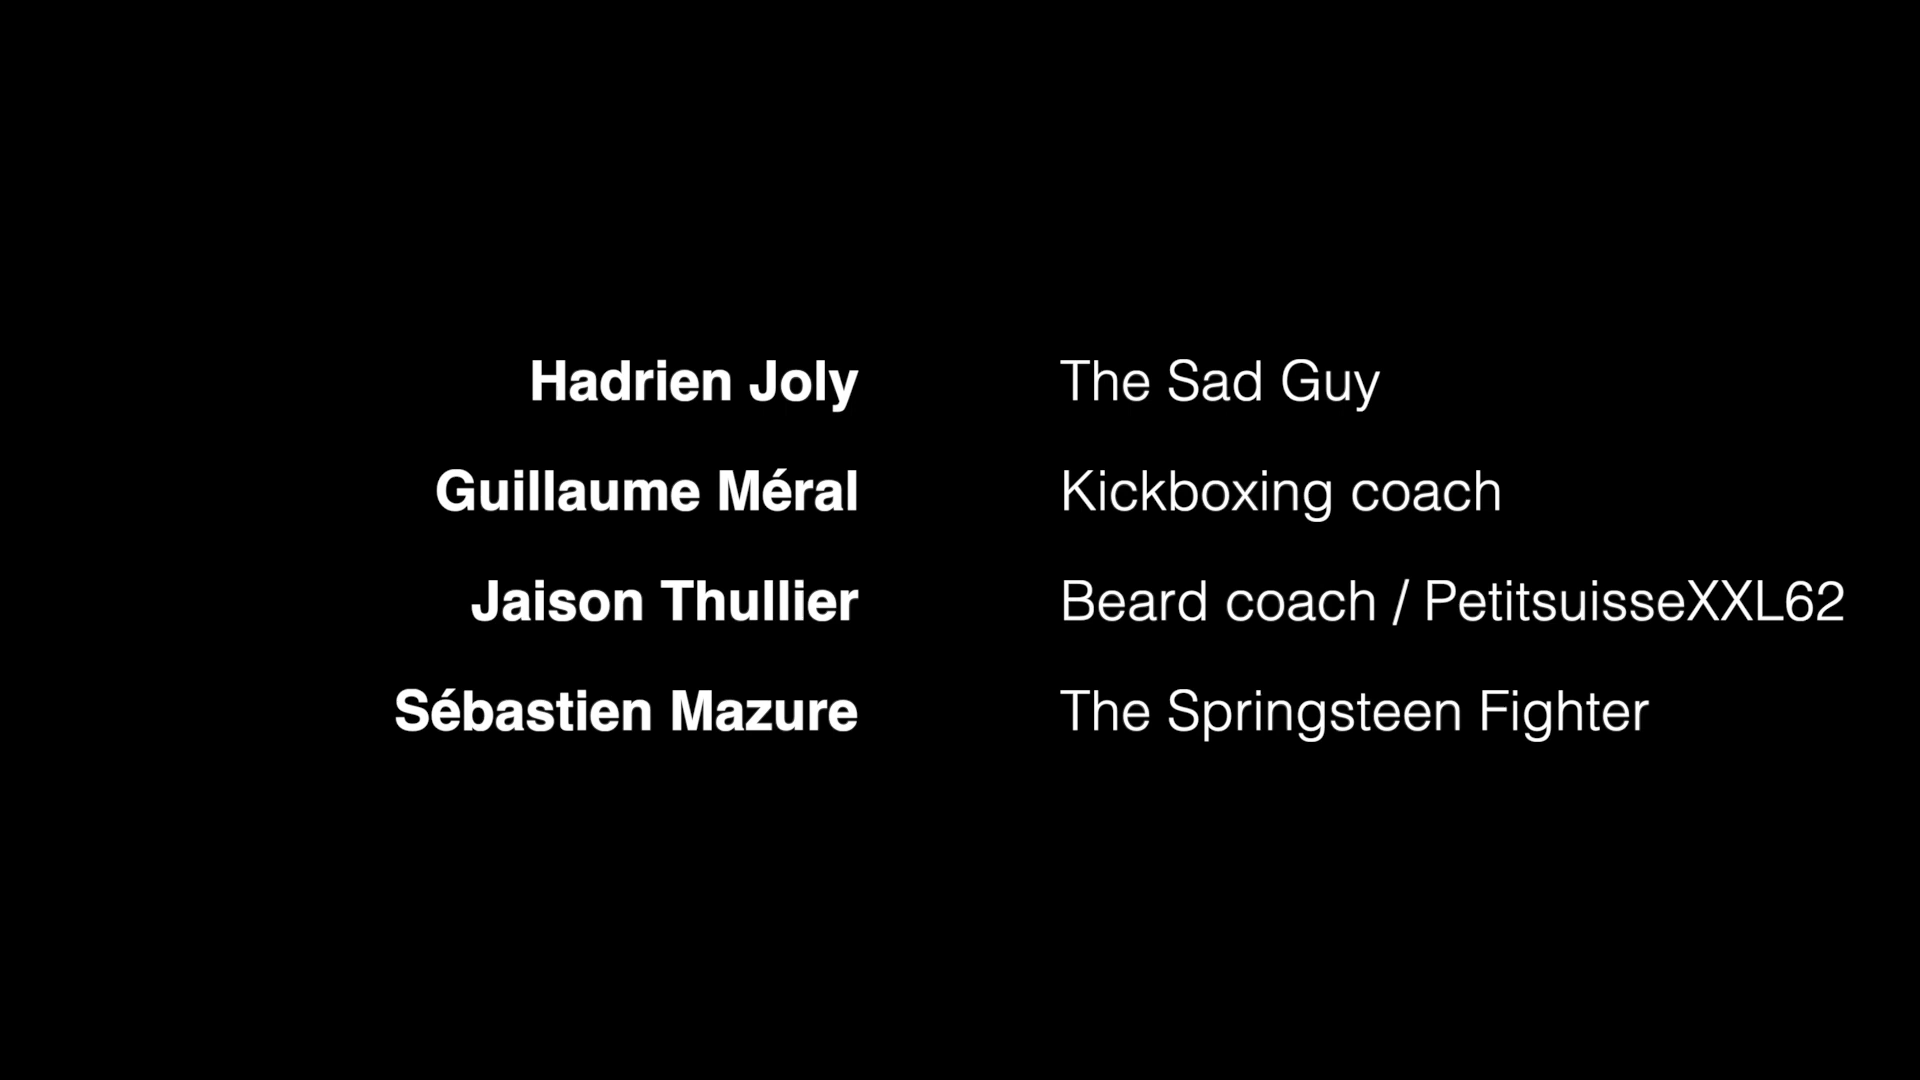 Hadrien Joly The Sad Guy
Guillaume Méral Kickboxing coach
Jaison Thullier Beard coach / PetitsuisseXXL62
Sébastien Mazure The Springsteen Fighter